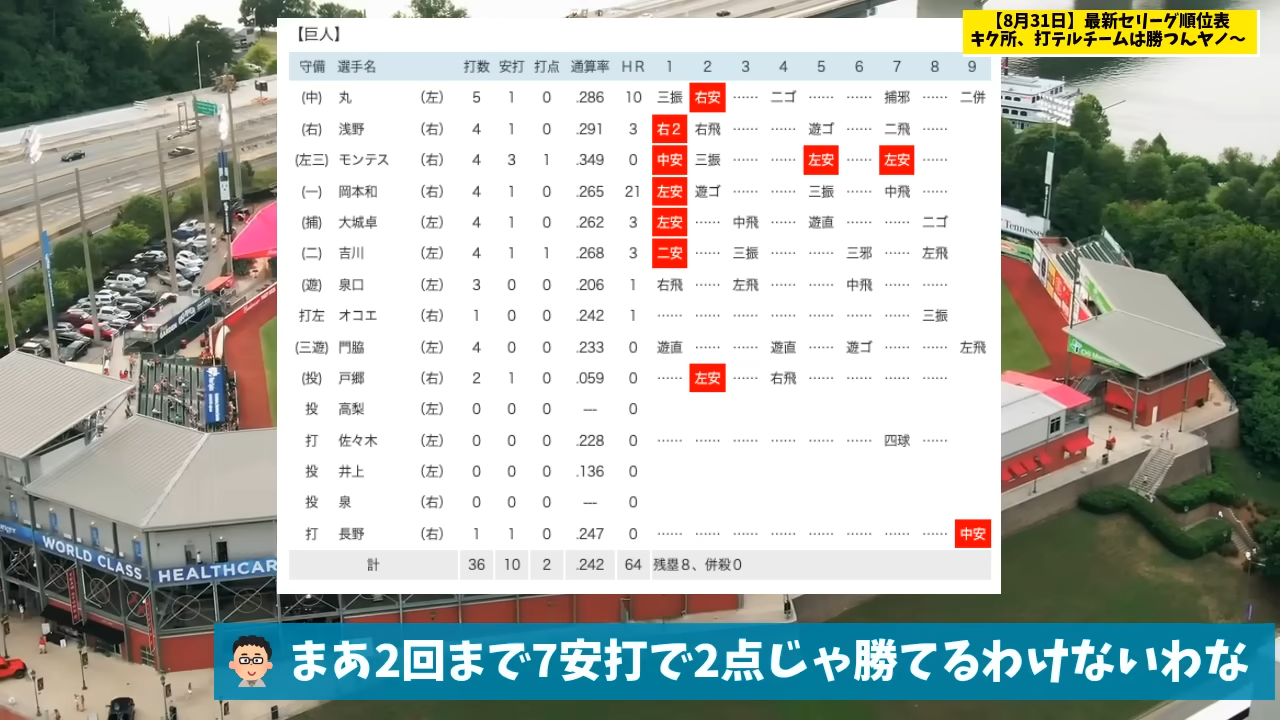 【8月31日】最新セリーグ順位表
キク所、打テルチームは勝つんヤノ〜
【巨人】
守備 選手名 打数 安打 打点 通算率 HR 1 2 3 4 5 6 7 8 9
(中) 丸 (左) 5 1 0 .286 10 三振 右安 …… 二ゴ …… …… 捕邪 …… 二併
(右) 浅野 (右) 4 1 0 .291 3 右2 右飛 …… …… 遊ゴ …… 二飛 ……
(左三) モンテス (右) 4 3 1 .349 0 中安 三振 …… …… 左安 …… 左安 ……
(一) 岡本和 (右) 4 1 0 .265 21 左安 遊ゴ …… …… 三振 …… 中飛 ……
(捕) 大城卓 (左) 4 1 0 .262 3 左安 …… 中飛 …… 遊直 …… …… 二ゴ
(二) 吉川 (左) 4 1 1 .268 3 二安 …… 三振 …… …… 三邪 …… 左飛
(遊) 泉口 (左) 3 0 0 .206 1 右飛 …… 左飛 …… …… 中飛 …… ……
打左 オコエ (右) 1 0 0 .242 1 …… …… …… …… …… …… …… 三振
(三遊) 門脇 (左) 4 0 0 .233 0 遊直 …… …… 遊直 …… 遊ゴ …… …… 左飛
(投) 戸郷 (右) 2 1 0 .059 0 …… 左安 …… 右飛 …… …… …… ……
投 高梨 (左) 0 0 0 --- 0
打 佐々木 (左) 0 0 0 .228 0 …… …… …… …… …… …… 四球 ……
投 井上 (左) 0 0 0 .136 0
投 泉 (右) 0 0 0 --- 0
打 長野 (右) 1 1 0 .247 0 …… …… …… …… …… …… …… …… 中安
計 36 10 2 .242 64 残塁8、併殺0
Tennessee
WORLD CLASS
HEALTHCAR
まあ2回まで7安打で2点じゃ勝てるわけないわな